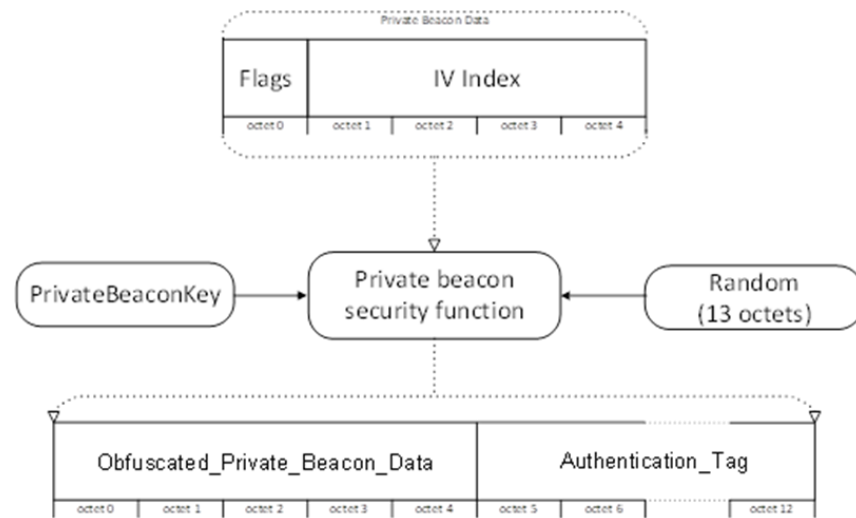 Private Beacon Data
Flags IV Index
octet 0 octet 1 octet 2 octet 3 octet 4
PrivateBeaconKey
Private beacon
security function
Random
(13 octets)
Obfuscated_Private_Beacon_Data Authentication_Tag
octet 0 octet 1 octet 2 octet 3 octet 4 octet 5 octet 6 octet 12